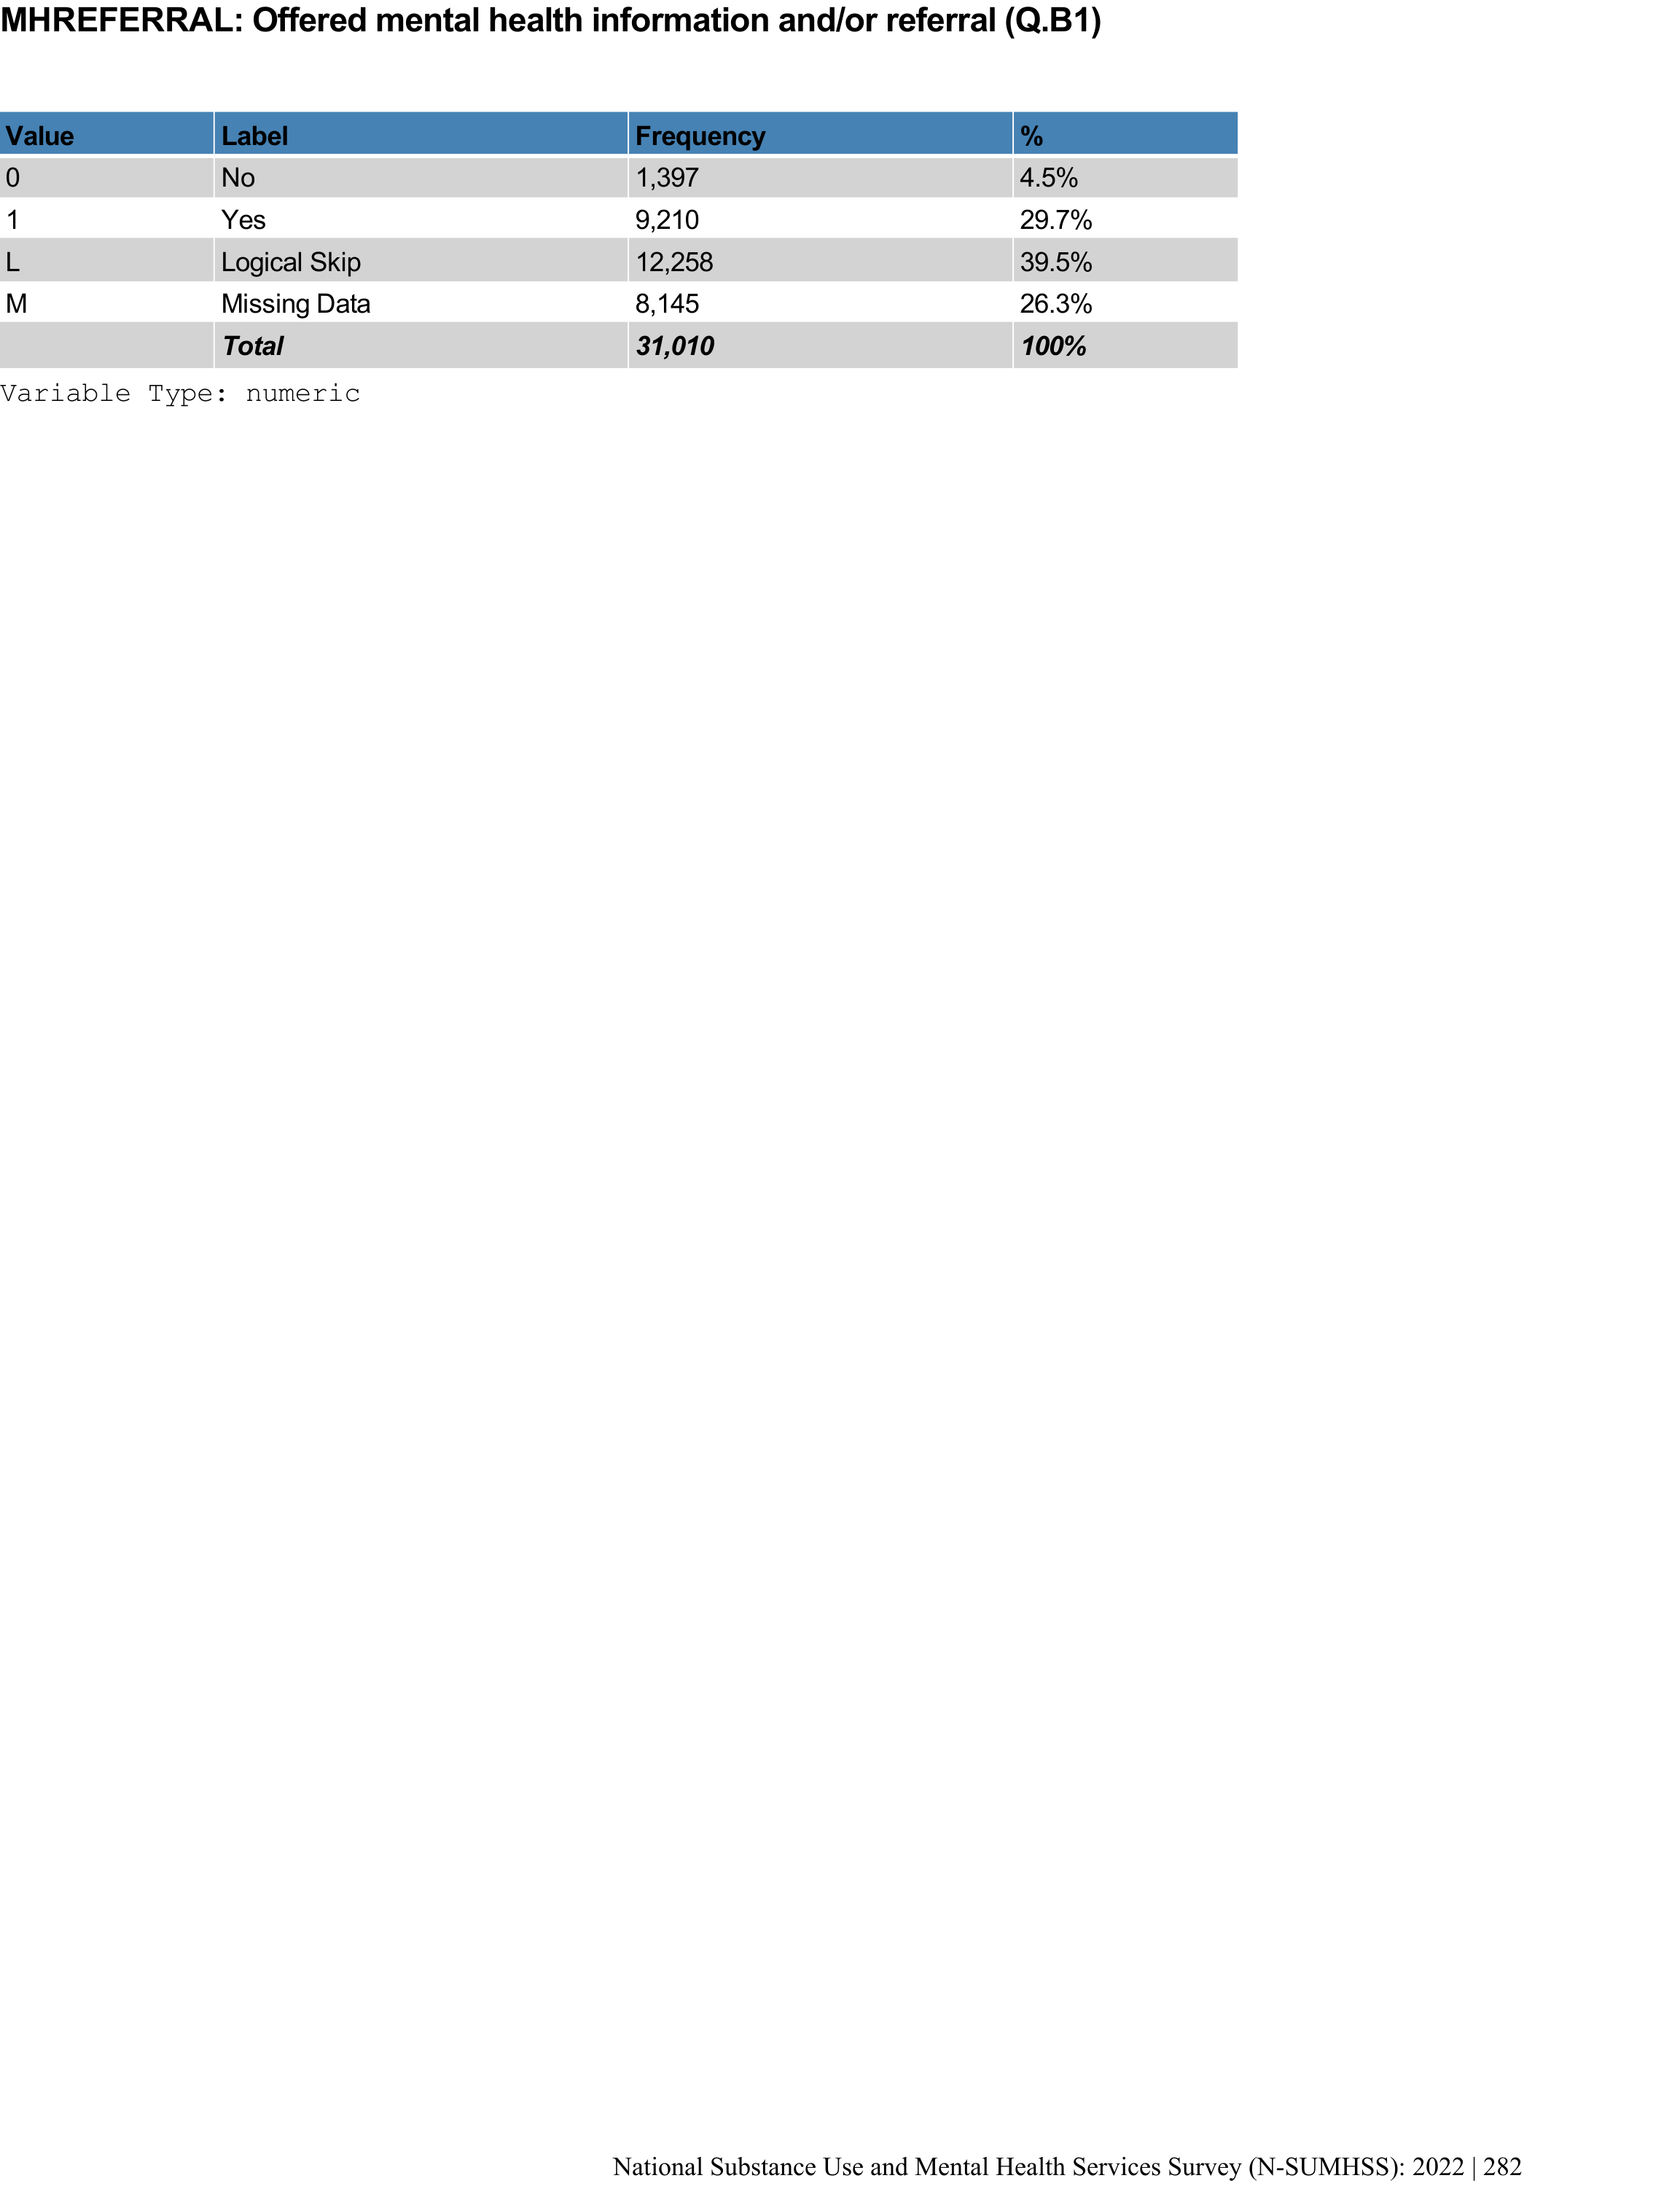 MHREFERRAL: Offered mental health information and/or referral (Q.B1)
Value Label Frequency %
0 No 1,397 4.5%
1 Yes 9,210 29.7%
L Logical Skip 12,258 39.5%
M Missing Data 8,145 26.3%
Total 31,010 100%
Variable Type: numeric
National Substance Use and Mental Health Services Survey (N-SUMHSS): 2022 | 282